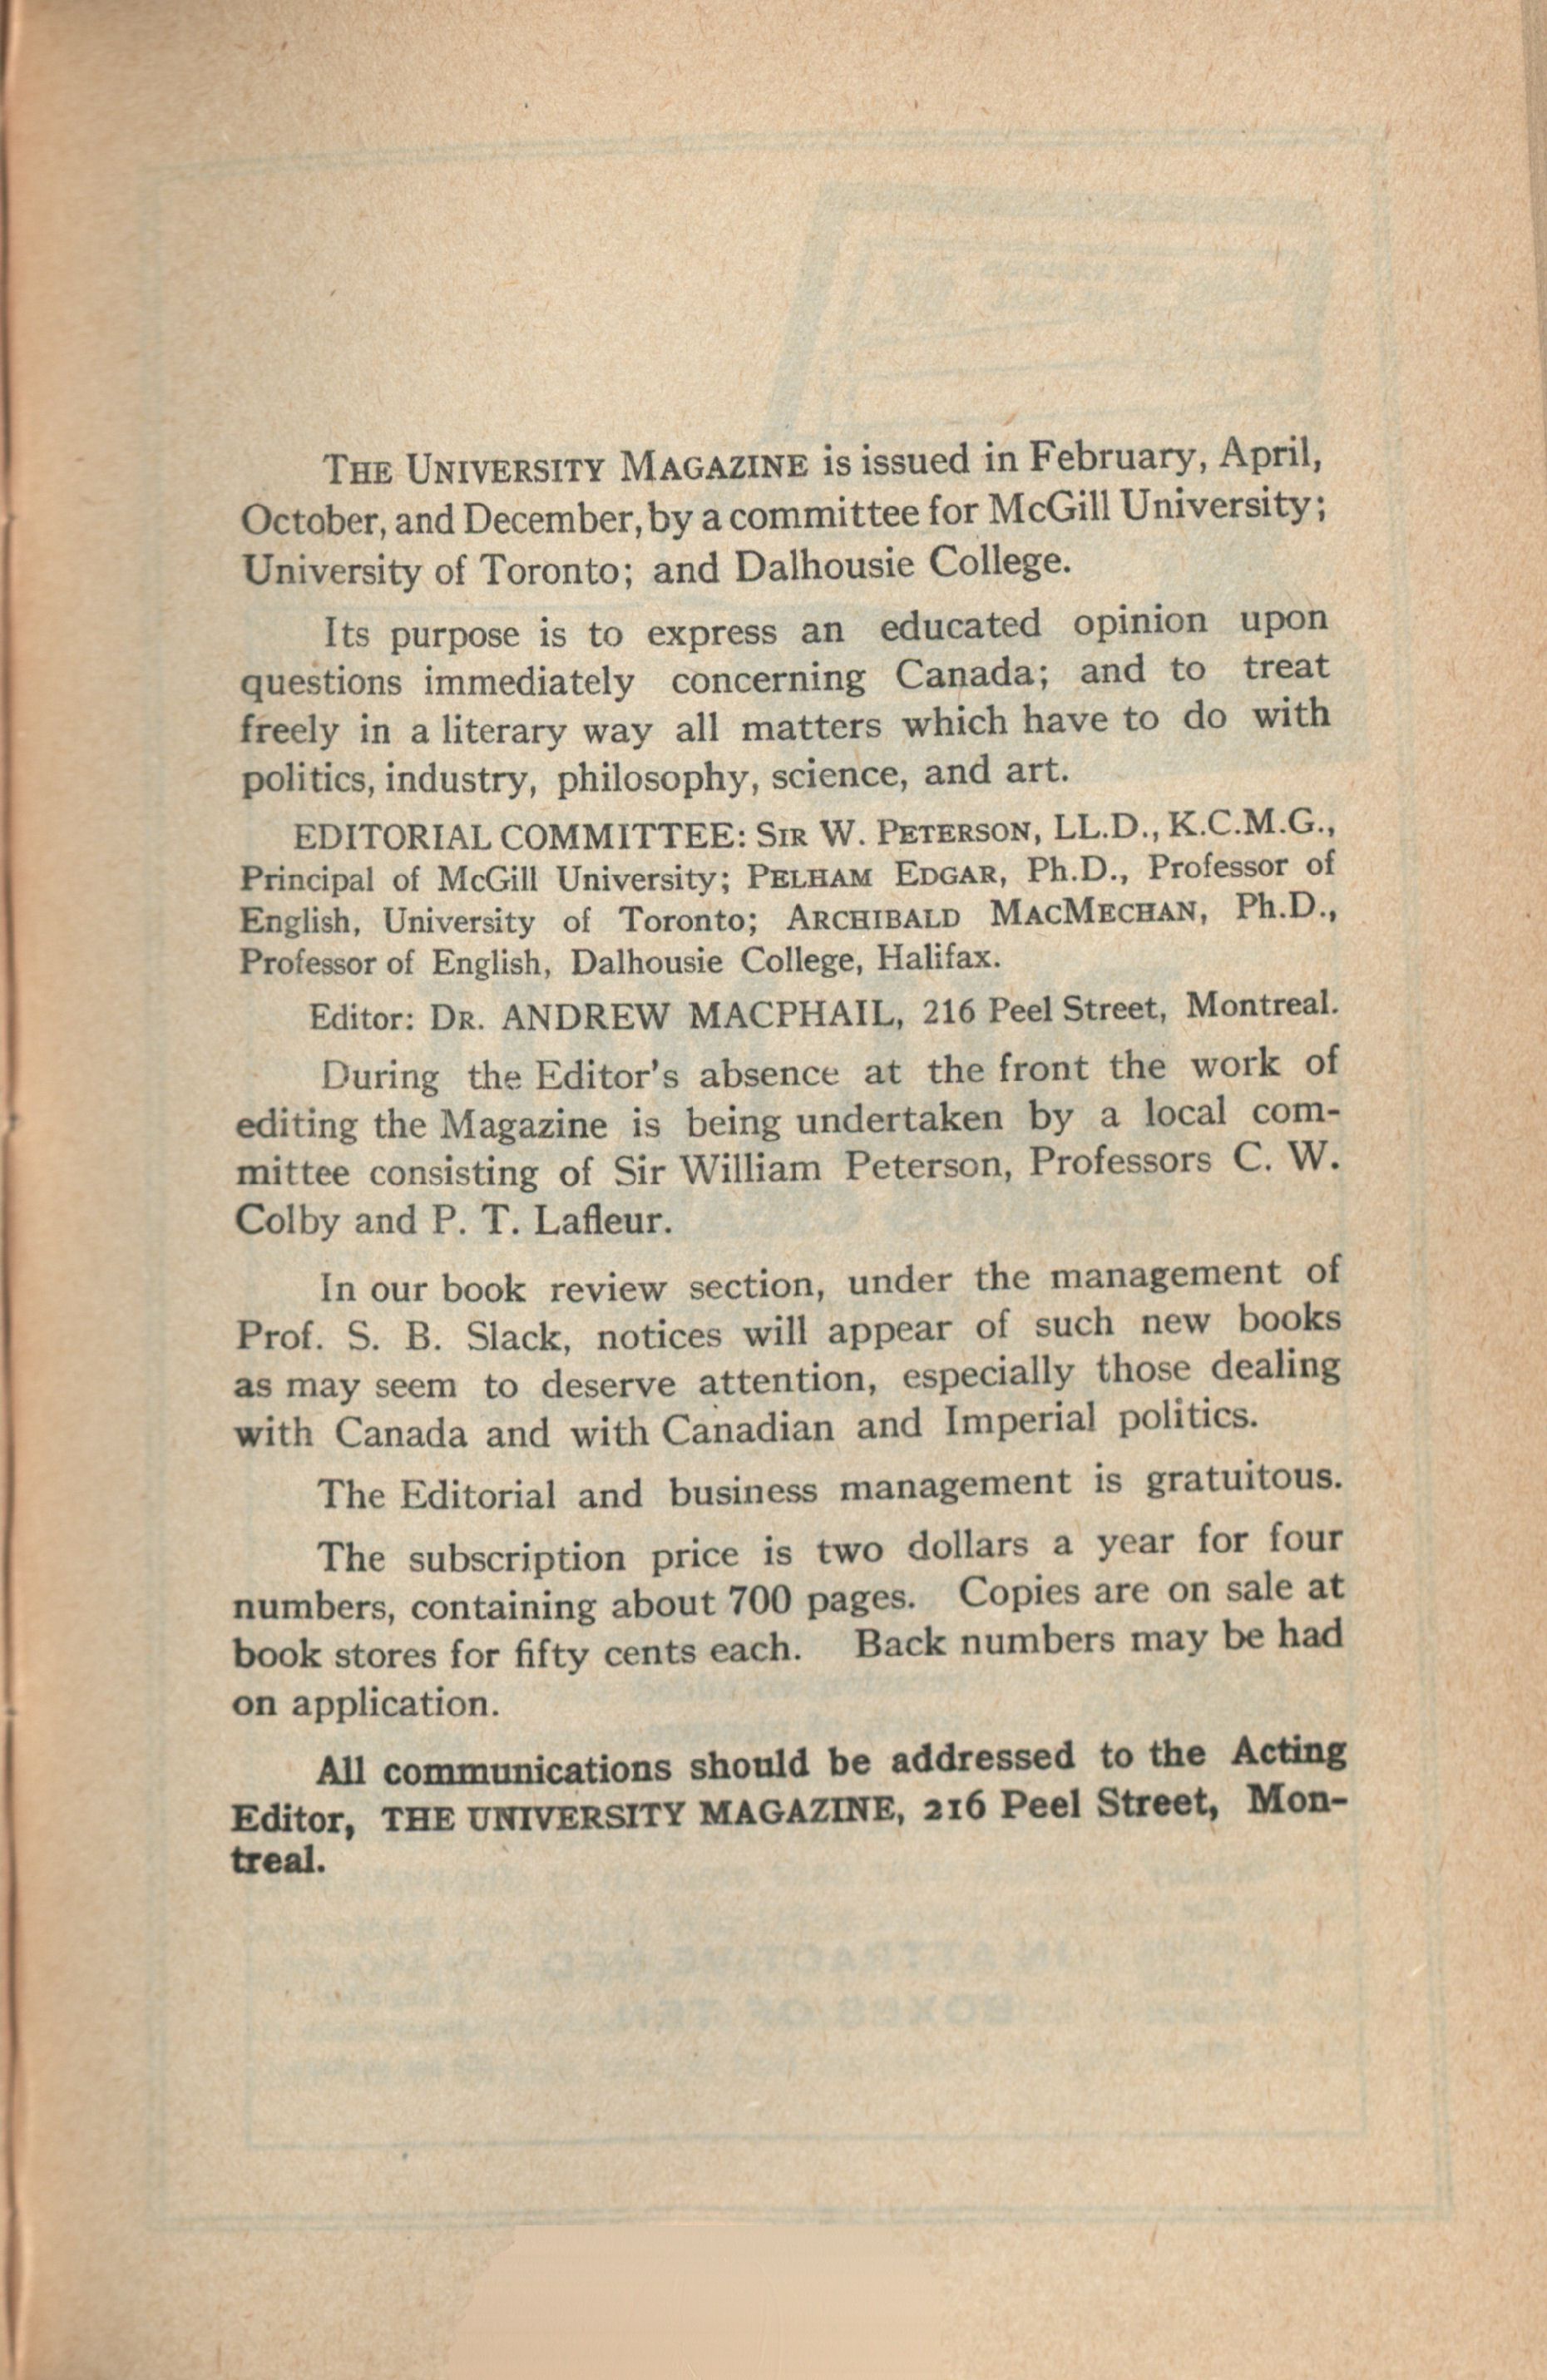 THE UNIVERSITY MAGAZINE is issued in February, April,
October, and December, by a committee for McGill University;
University of Toronto; and Dalhousie College.
Its purpose is to express an educated opinion upon
questions immediately concerning Canada; and to treat
freely in a literary way all matters which have to do with
politics, industry, philosophy, science, and art.
EDITORIAL COMMITTEE: SIR W. PETERSON, LL.D., K.C.M.G.,
Principal of McGill University; PELHAM EDGAR, Ph.D., Professor of
English, University of Toronto; ARCHIBALD MACMECHAN, Ph.D.,
Professor of English, Dalhousie College, Halifax.
Editor: DR. ANDREW MACPHAIL, 216 Peel Street, Montreal.
During the Editor's absence at the front the work of
editing the Magazine is being undertaken by a local com-
mittee consisting of Sir William Peterson, Professors C. W.
Colby and P. T. Lafleur.
In our book review section, under the management of
Prof. S. B. Slack, notices will appear of such new books
as may seem to deserve attention, especially those dealing
with Canada and with Canadian and Imperial politics.
The Editorial and business management is gratuitous.
The subscription price is two dollars a year for four
numbers, containing about 700 pages. Copies are on sale at
book stores for fifty cents each. Back numbers may be had
on application.
All communications should be addressed to the Acting
Editor, THE UNIVERSITY MAGAZINE, 216 Peel Street, Mon-
treal.